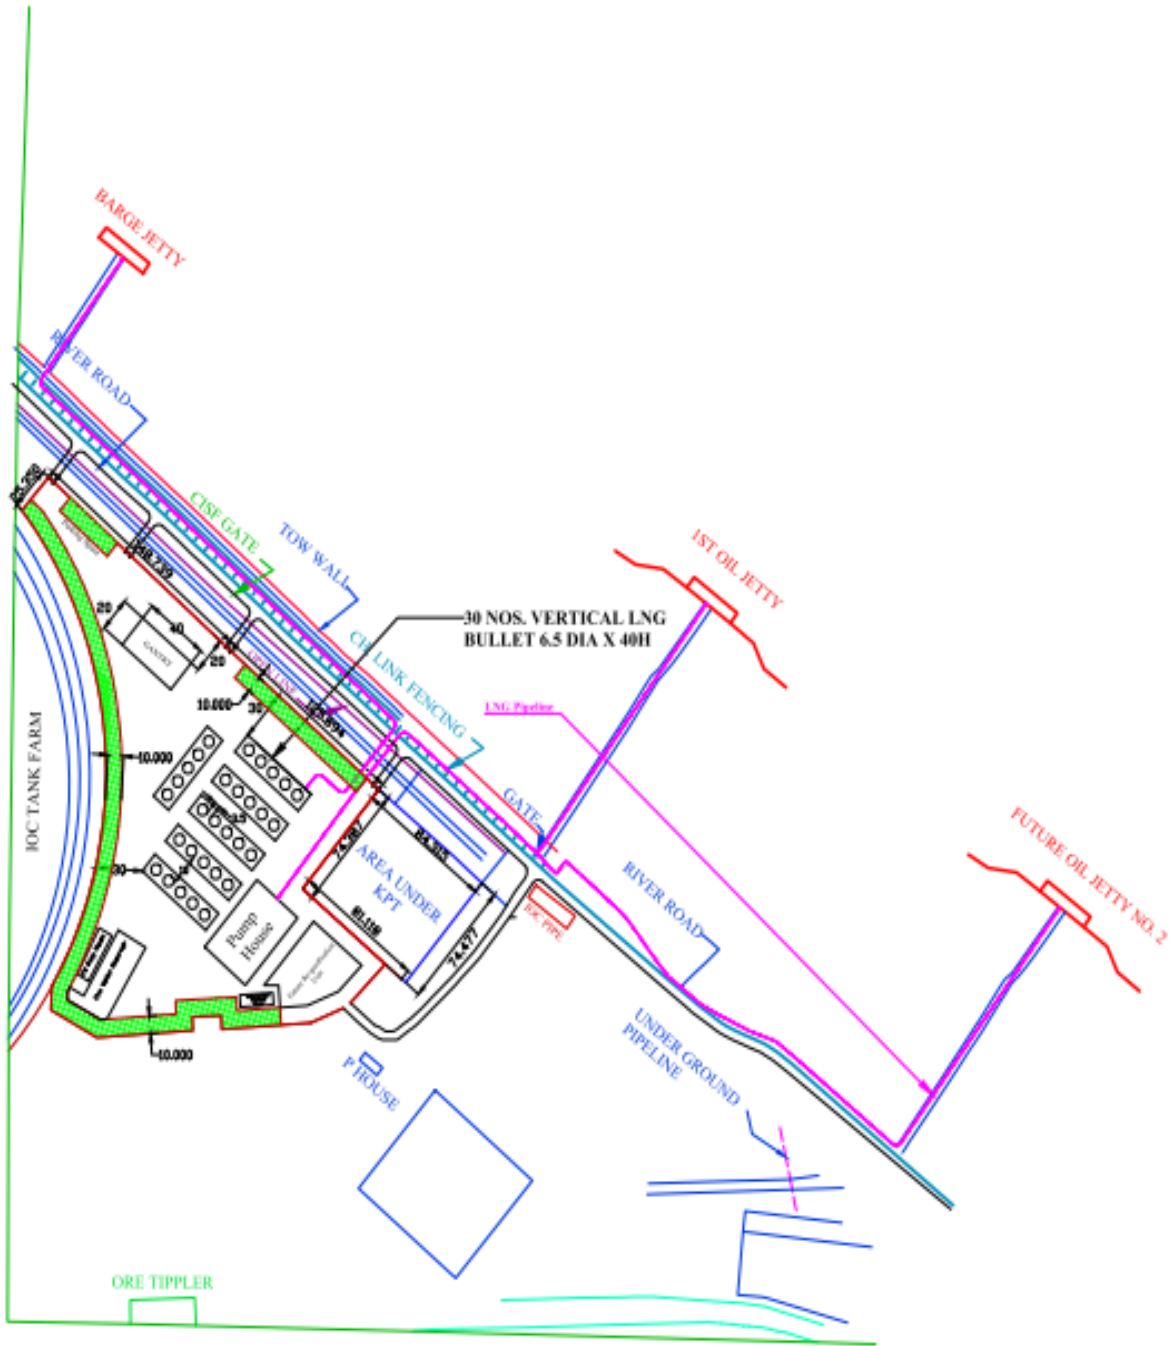 BARGE JETTY
RIVER ROAD
CISF GATE
TOW WALL
1ST OIL JETTY
30 NOS. VERTICAL LNG
BULLET 6.5 DIA X 40H
LINK FENCING
LNG Pipeline
20
40
20
GANTRY
10.000
30
IOC TANK FARM
10.000
GATE
FUTURE OIL JETTY NO. 2
RIVER ROAD
AREA UNDER
KPT
74.477
IOC PIPE
30
Pump
House
10.000
P HOUSE
UNDER GROUND
PIPELINE
ORE TIPPLER